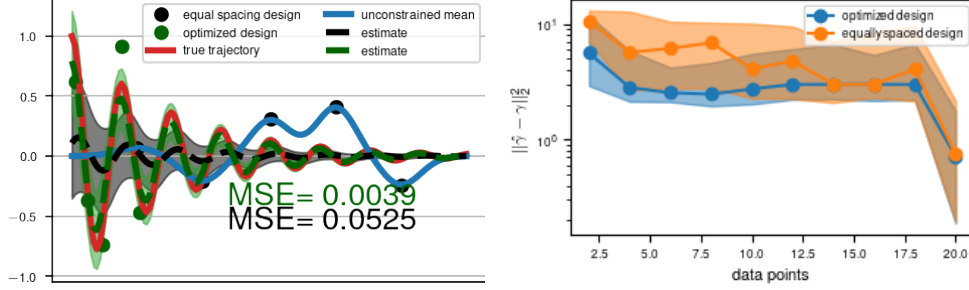 equal spacing design
optimized design
true trajectory
unconstrained mean
estimate
estimate
1.0
0.5
0.0
−0.5
−1.0
MSE= 0.0039
MSE= 0.0525
optimized design
equally spaced design
10¹
10⁰
||γ̂ − γ||₂²
2.5 5.0 7.5 10.0 12.5 15.0 17.5 20.0
data points